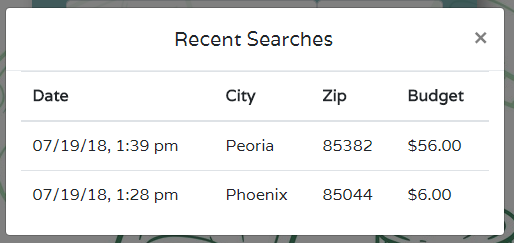 Recent Searches ×
Date City Zip Budget
07/19/18, 1:39 pm Peoria 85382 $56.00
07/19/18, 1:28 pm Phoenix 85044 $6.00